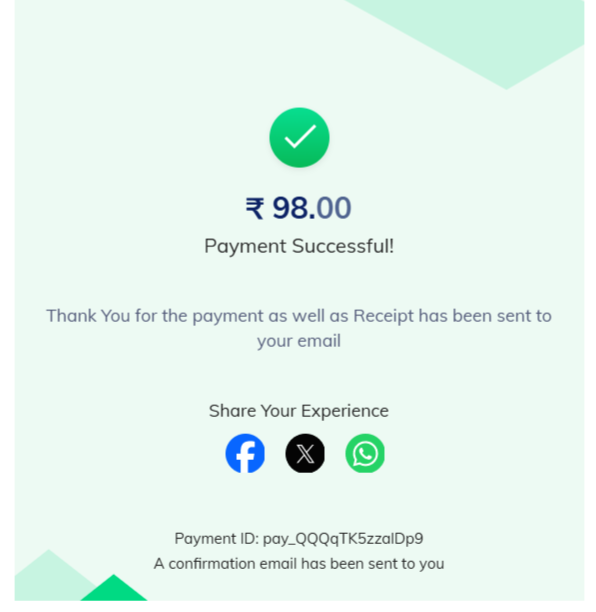 ₹ 98.00
Payment Successful!
Thank You for the payment as well as Receipt has been sent to
your email
Share Your Experience
Payment ID: pay_QQQqTK5zzalDp9
A confirmation email has been sent to you